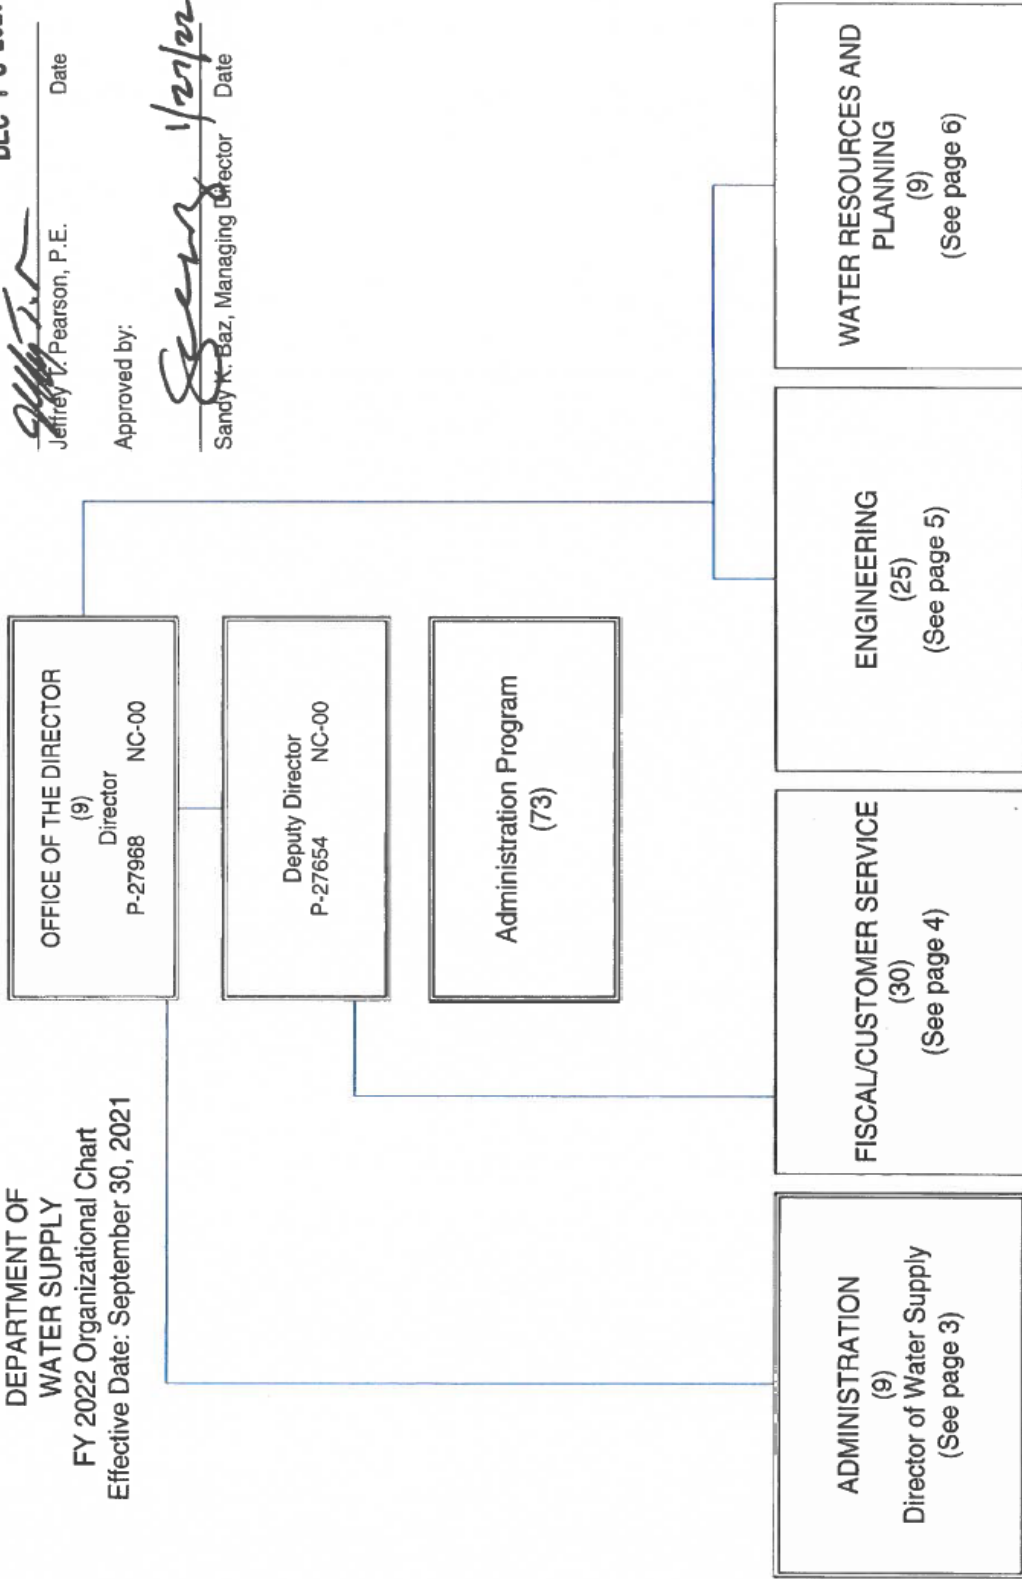 DEPARTMENT OF
WATER SUPPLY
FY 2022 Organizational Chart
Effective Date: September 30, 2021
Jeffrey T. Pearson, P.E. Date
Approved by:
1/27/22
Sandy K. Baz, Managing Director Date
OFFICE OF THE DIRECTOR
(9)
Director
P-27968 NC-00
Deputy Director
P-27654 NC-00
Administration Program
(73)
ADMINISTRATION
(9)
Director of Water Supply
(See page 3)
FISCAL/CUSTOMER SERVICE
(30)
(See page 4)
ENGINEERING
(25)
(See page 5)
WATER RESOURCES AND
PLANNING
(9)
(See page 6)